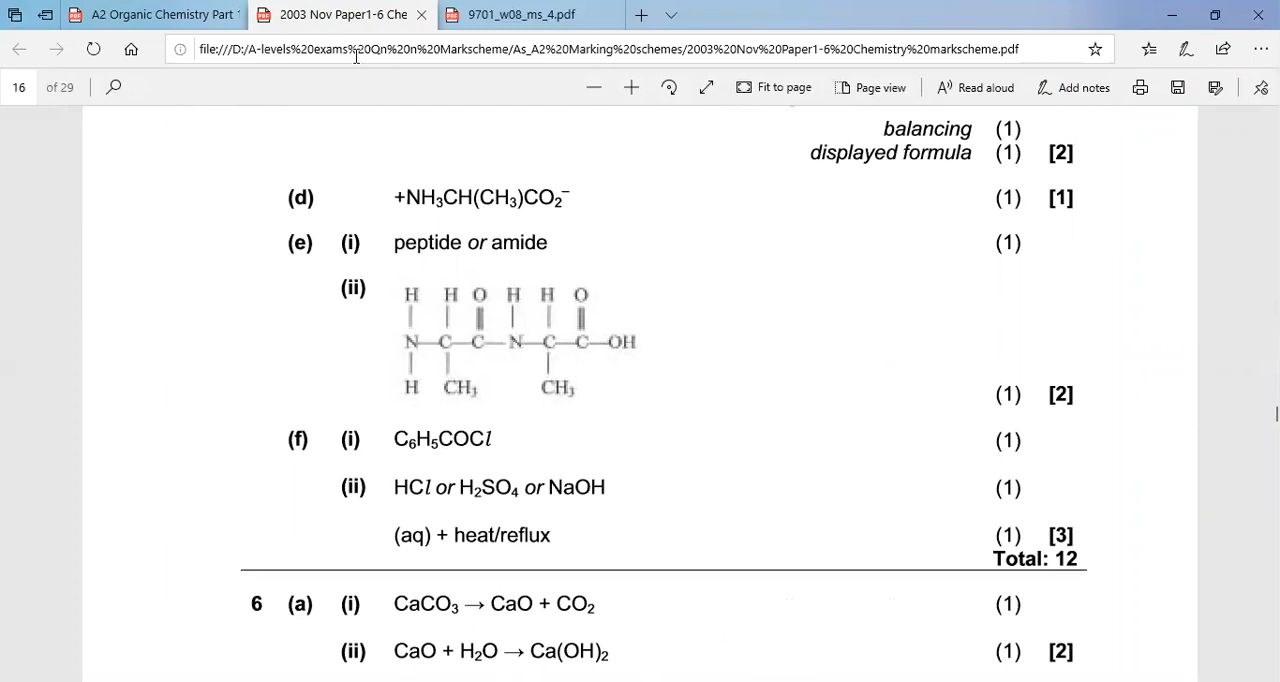 A2 Organic Chemistry Part 1
2003 Nov Paper1-6 Che
9701_w08_ms_4.pdf
file:///D:/A-levels%20exams%20Qn%20n%20Markscheme/As_A2%20Marking%20schemes/2003%20Nov%20Paper1-6%20Chemistry%20markscheme.pdf
16 of 29
Fit to page
Page view
Read aloud
Add notes
balancing (1)
displayed formula (1) [2]
(d) +NH₃CH(CH₃)CO₂⁻ (1) [1]
(e) (i) peptide or amide (1)
(ii)
H H O H H O
N—C—C—N—C—C—OH
H CH₃ CH₃
(1) [2]
(f) (i) C₆H₅COCl (1)
(ii) HCl or H₂SO₄ or NaOH (1)
(aq) + heat/reflux (1) [3]
Total: 12
6 (a) (i) CaCO₃ → CaO + CO₂ (1)
(ii) CaO + H₂O → Ca(OH)₂ (1) [2]